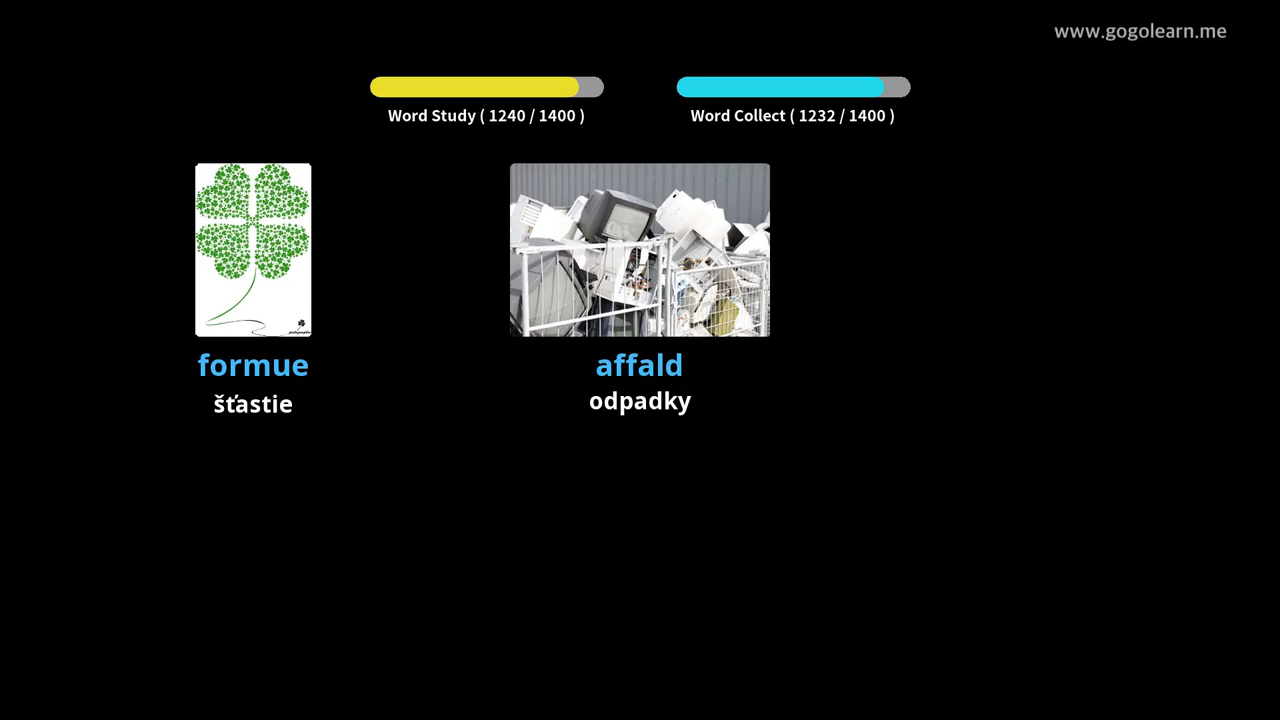 www.gogolearn.me
Word Study ( 1240 / 1400 )
Word Collect ( 1232 / 1400 )
formue
šťastie
affald
odpadky